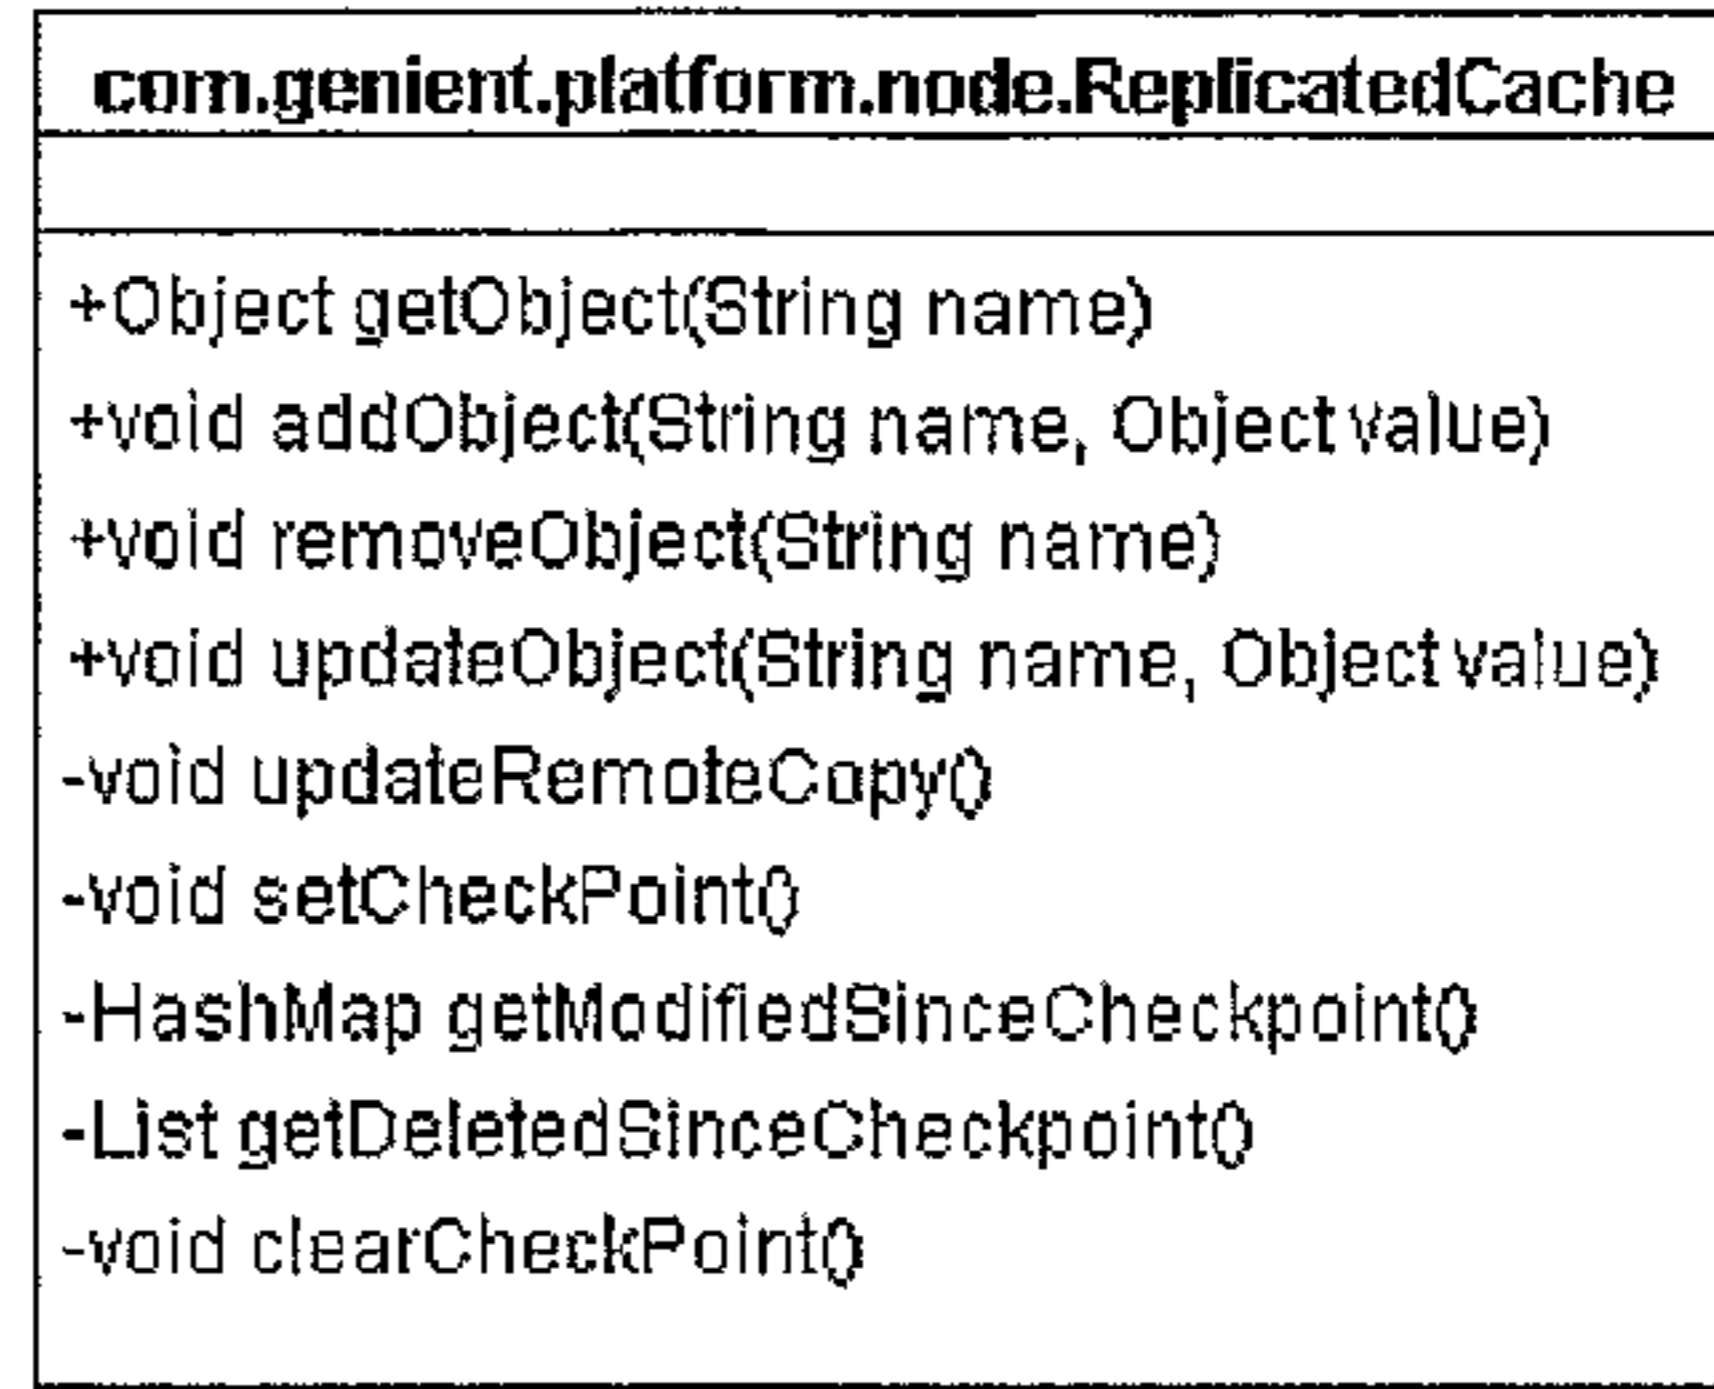 com.genient.platform.node.ReplicatedCache
+Object getObject(String name)
+void addObject(String name, Object value)
+void removeObject(String name)
+void updateObject(String name, Object value)
-void updateRemoteCopy()
-void setCheckPoint()
-HashMap getModifiedSinceCheckpoint()
-List getDeletedSinceCheckpoint()
-void clearCheckPoint()